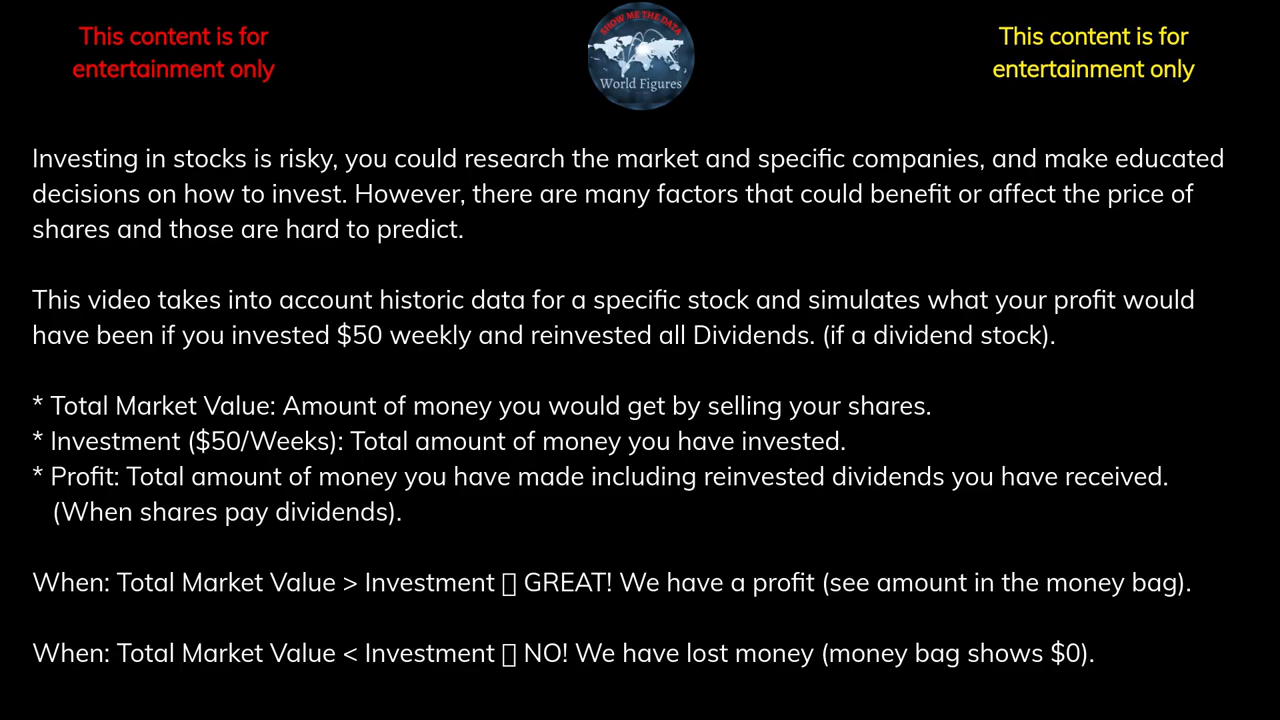 This content is for
entertainment only
SHOW ME THE DATA
World Figures
This content is for
entertainment only
Investing in stocks is risky, you could research the market and specific companies, and make educated
decisions on how to invest. However, there are many factors that could benefit or affect the price of
shares and those are hard to predict.
This video takes into account historic data for a specific stock and simulates what your profit would
have been if you invested $50 weekly and reinvested all Dividends. (if a dividend stock).
* Total Market Value: Amount of money you would get by selling your shares.
* Investment ($50/Weeks): Total amount of money you have invested.
* Profit: Total amount of money you have made including reinvested dividends you have received.
(When shares pay dividends).
When: Total Market Value > Investment ▯ GREAT! We have a profit (see amount in the money bag).
When: Total Market Value < Investment ▯ NO! We have lost money (money bag shows $0).